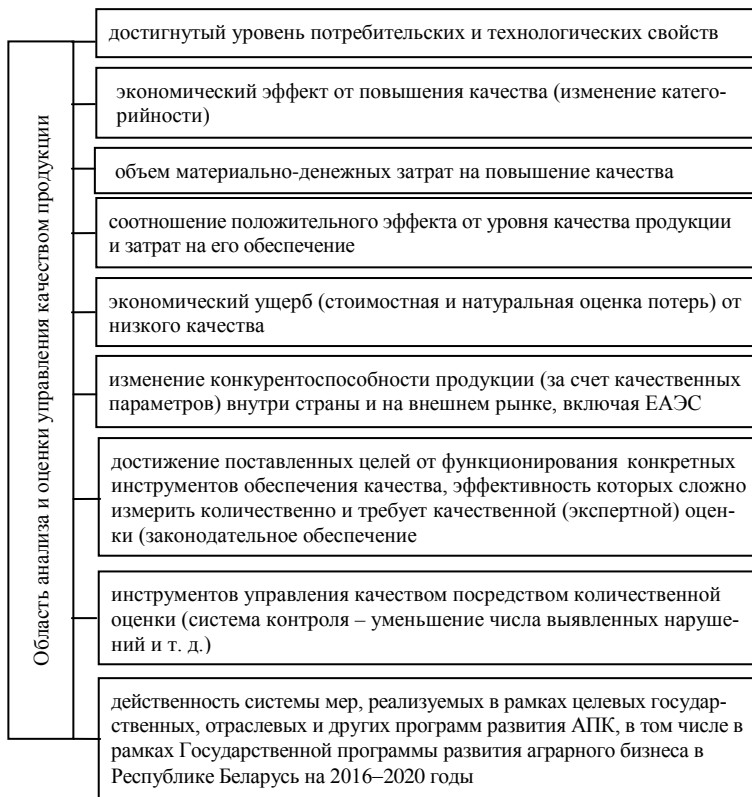 Область анализа и оценки управления качеством продукции
достигнутый уровень потребительских и технологических свойств
экономический эффект от повышения качества (изменение катего-
рийности)
объем материально-денежных затрат на повышение качества
соотношение положительного эффекта от уровня качества продукции
и затрат на его обеспечение
экономический ущерб (стоимостная и натуральная оценка потерь) от
низкого качества
изменение конкурентоспособности продукции (за счет качественных
параметров) внутри страны и на внешнем рынке, включая ЕАЭС
достижение поставленных целей от функционирования конкретных
инструментов обеспечения качества, эффективность которых сложно
измерить количественно и требует качественной (экспертной) оцен-
ки (законодательное обеспечение
инструментов управления качеством посредством количественной
оценки (система контроля – уменьшение числа выявленных наруше-
ний и т. д.)
действенность системы мер, реализуемых в рамках целевых государ-
ственных, отраслевых и других программ развития АПК, в том числе в
рамках Государственной программы развития аграрного бизнеса в
Республике Беларусь на 2016–2020 годы